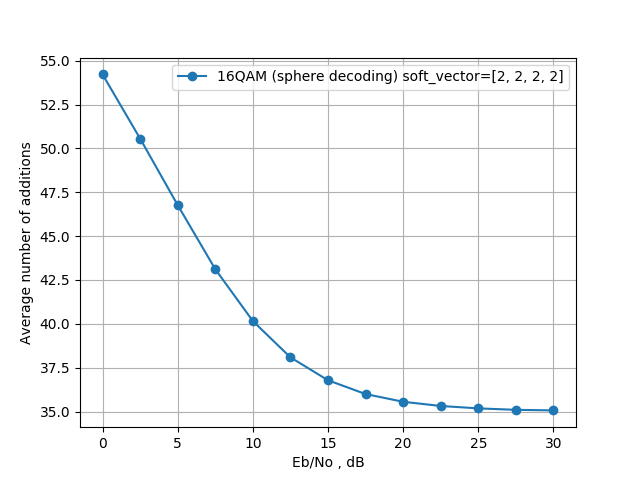 16QAM (sphere decoding) soft_vector=[2, 2, 2, 2]
Average number of additions
55.0
52.5
50.0
47.5
45.0
42.5
40.0
37.5
35.0
0 5 10 15 20 25 30
Eb/No , dB